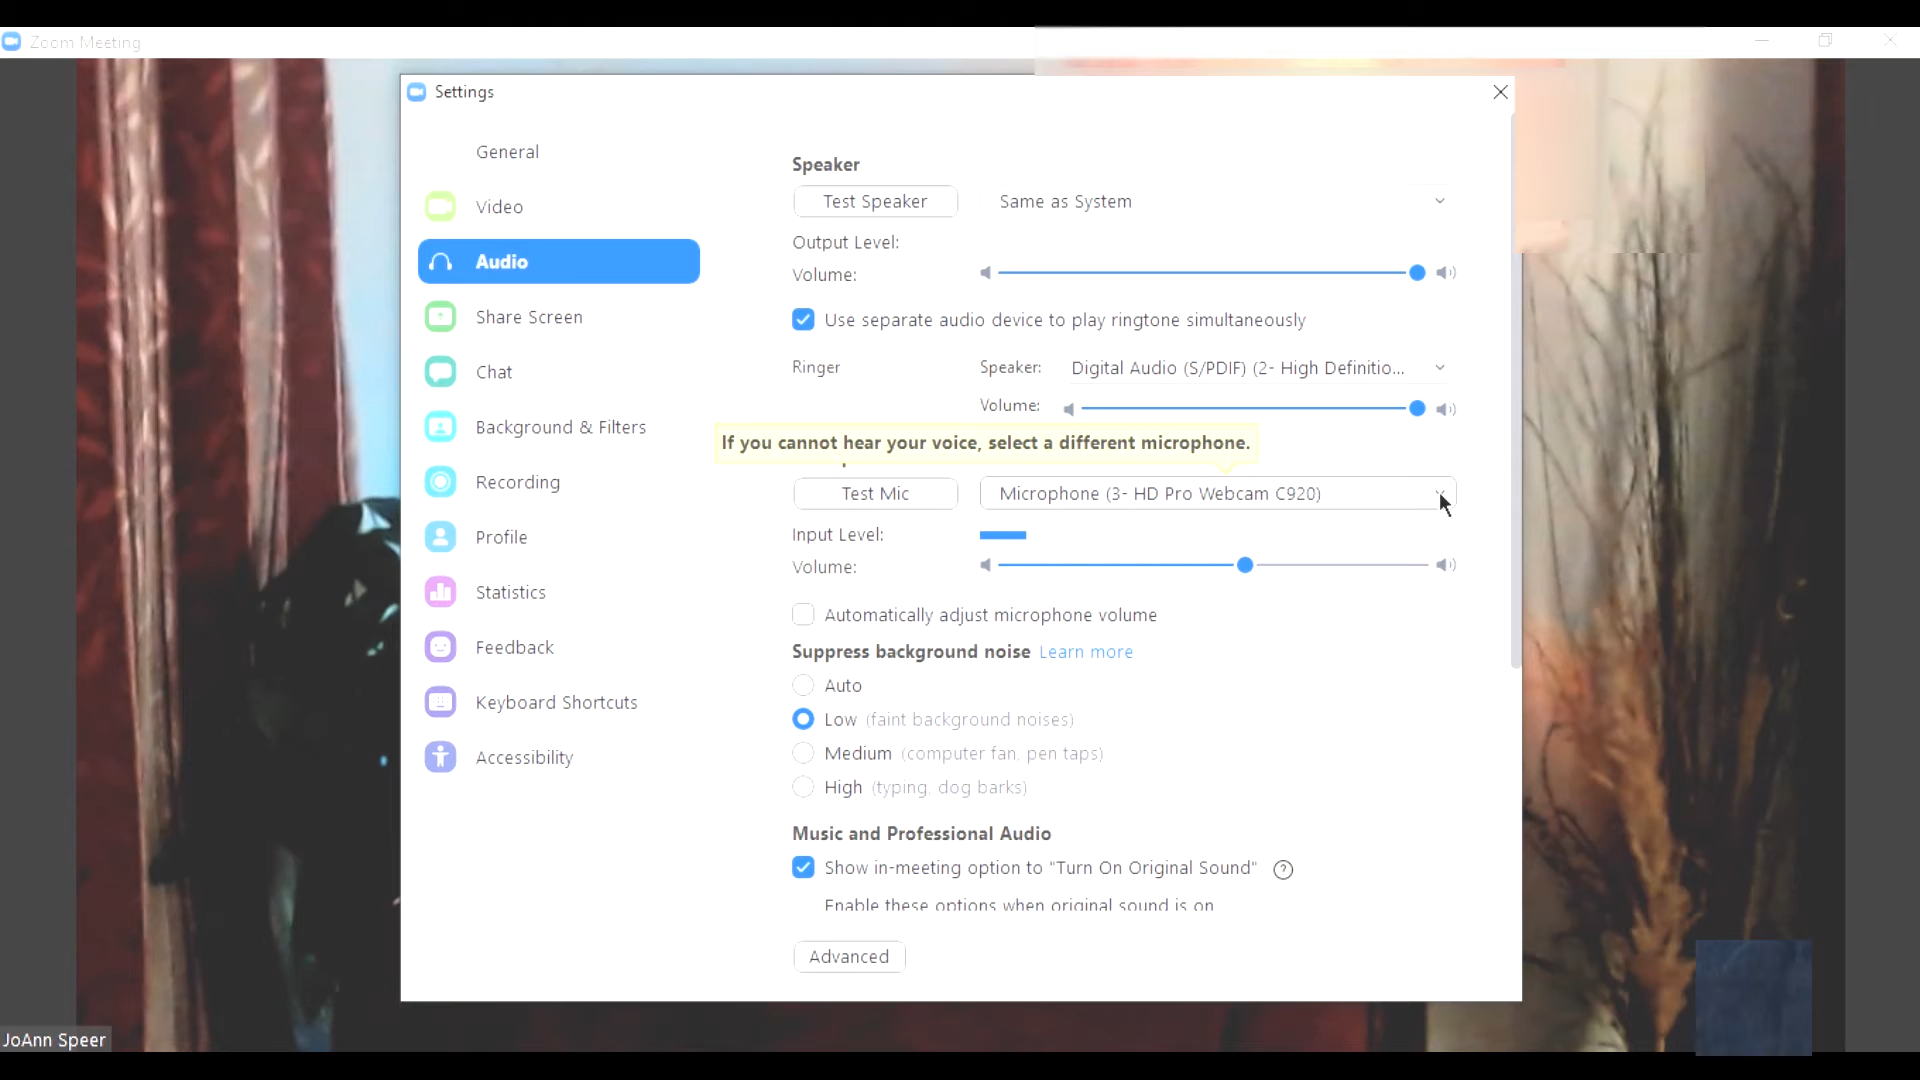 Zoom Meeting
Settings
General
Video
Audio
Share Screen
Chat
Background & Filters
Recording
Profile
Statistics
Feedback
Keyboard Shortcuts
Accessibility
Speaker
Test Speaker
Same as System
Output Level:
Volume:
Use separate audio device to play ringtone simultaneously
Ringer
Speaker:
Digital Audio (S/PDIF) (2- High Definitio...
Volume:
If you cannot hear your voice, select a different microphone.
Test Mic
Microphone (3- HD Pro Webcam C920)
Input Level:
Volume:
Automatically adjust microphone volume
Suppress background noise Learn more
Auto
Low (faint background noises)
Medium (computer fan, pen taps)
High (typing, dog barks)
Music and Professional Audio
Show in-meeting option to "Turn On Original Sound" ?
Enable these options when original sound is on
Advanced
JoAnn Speer